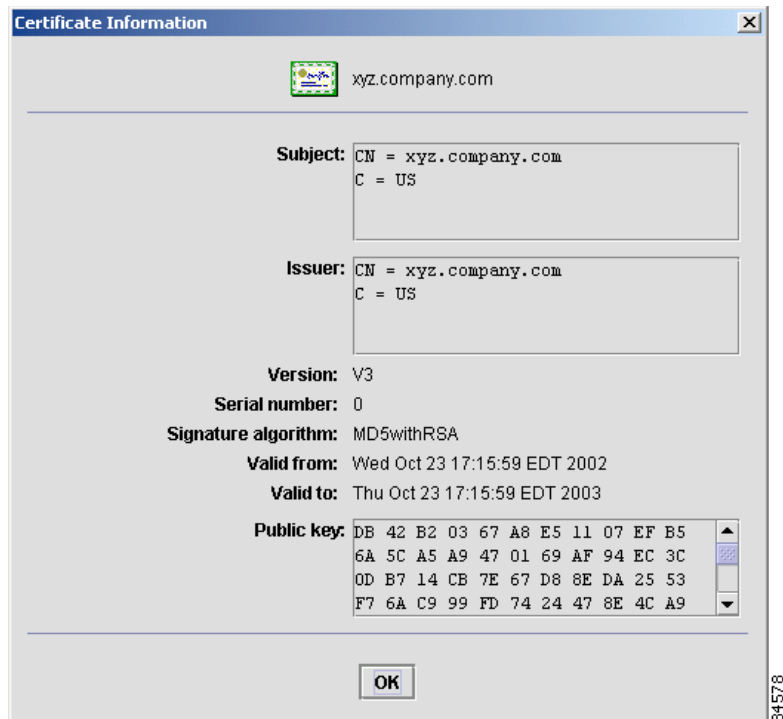 Certificate Information
xyz.company.com
Subject: CN = xyz.company.com
C = US
Issuer: CN = xyz.company.com
C = US
Version: V3
Serial number: 0
Signature algorithm: MD5withRSA
Valid from: Wed Oct 23 17:15:59 EDT 2002
Valid to: Thu Oct 23 17:15:59 EDT 2003
Public key: DB 42 B2 03 67 A8 E5 11 07 EF B5
6A 5C A5 A9 47 01 69 AF 94 EC 3C
0D B7 14 CB 7E 67 D8 8E DA 25 53
F7 6A C9 99 FD 74 24 47 8E 4C A9
OK